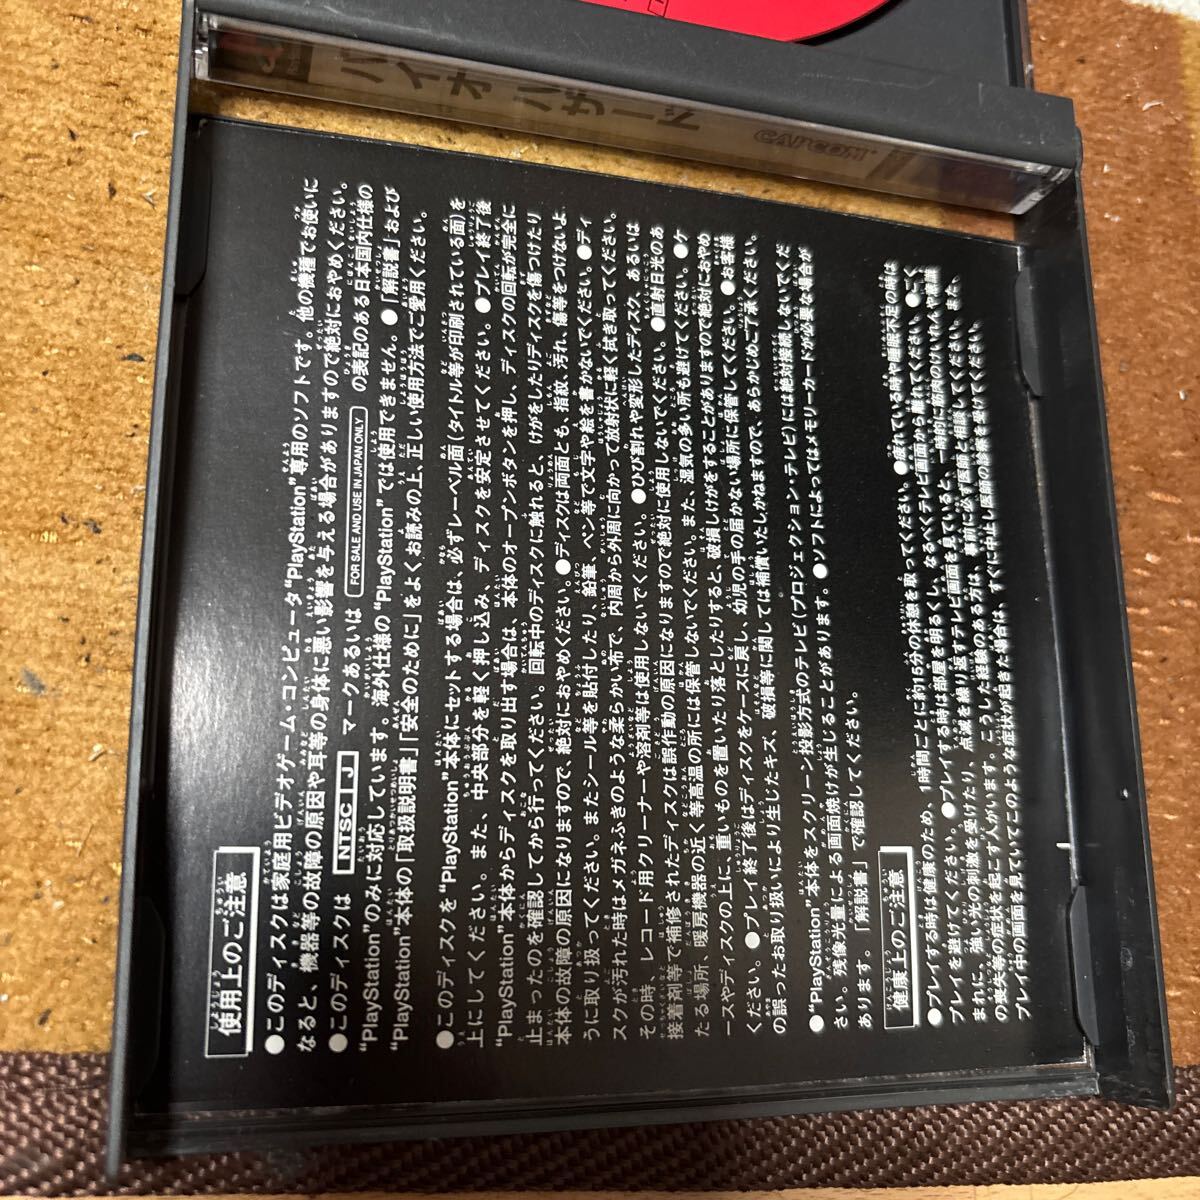 バイオハザード
CAPCOM
使用上のご注意
●このディスクは家庭用ビデオゲーム・コンピュータ“PlayStation”専用のソフトです。他の機種でお使いに
なると、機器等の故障の原因や耳等の身体に悪い影響を与える場合がありますので絶対におやめください。
●このディスクは NTSC J マークあるいは FOR SALE AND USE IN JAPAN ONLY の表記のある日本国内仕様の
“PlayStation”のみに対応しています。海外仕様の“PlayStation”では使用できません。●「解説書」および
“PlayStation”本体の「取扱説明書」「安全のために」をよくお読みの上、正しい使用方法でご愛用ください。
●このディスクを“PlayStation”本体にセットする場合は、必ずレーベル面(タイトル等が印刷されている面)を
上にしてください。また、中央部分を軽く押し込み、ディスクを安定させてください。●プレイ終了後
“PlayStation”本体からディスクを取り出す場合は、本体のオープンボタンを押し、ディスクの回転が完全に
止まったのを確認してから行ってください。回転中のディスクに触れると、けがをしたりディスクを傷つけたり
本体の故障の原因になりますので、絶対におやめください。●ディスクは両面とも、指紋、汚れ、傷等をつけないよ
うに取り扱ってください。またシール等を貼付したり、鉛筆、ペン等で文字や絵を書かないでください。●ディ
スクが汚れた時はメガネふきのような柔らかい布で、内周から外周に向かって放射状に軽く拭き取ってください。
その時、レコード用クリーナーや溶剤等は使用しないでください。●ひび割れや変形したディスク、あるいは
接着剤等で補修されたディスクは誤作動の原因になりますので絶対に使用しないでください。●直射日光のあ
たる場所、暖房機器の近く等高温の所には保管しないでください。また、湿気の多い所も避けてください。●ケ
ースやディスクの上に、重いものを置いたり落としたりすると、破損しけがをすることがありますので絶対におやめ
ください。●プレイ終了後はディスクをケースに戻し、幼児の手の届かない場所に保管してください。●お客様
の誤ったお取り扱いにより生じたキズ、破損等に関しては補償いたしかねますので、あらかじめご了承ください。
●“PlayStation”本体をスクリーン投影方式のテレビ(プロジェクション・テレビ)には絶対接続しないでくだ
さい。残像光量による画面焼けが生じることがあります。●ソフトによってはメモリーカードが必要な場合が
あります。「解説書」で確認してください。
健康上のご注意
●プレイする時は健康のため、1時間ごとに約15分の休憩を取ってください。●疲れている時や睡眠不足の時は
プレイを避けてください。●プレイする時は部屋を明るくし、なるべくテレビ画面から離れてください。●ごく
まれに、強い光の刺激を受けたり、点滅を繰り返すテレビ画面を見ていると、一時的に筋肉のけいれんや意識
の喪失等の症状を起こす人がいます。こうした経験のある方は、事前に必ず医師と相談してください。また、
プレイ中の画面を見ていてこのような症状が起きた場合は、すぐに中止し医師の診察を受けてください。